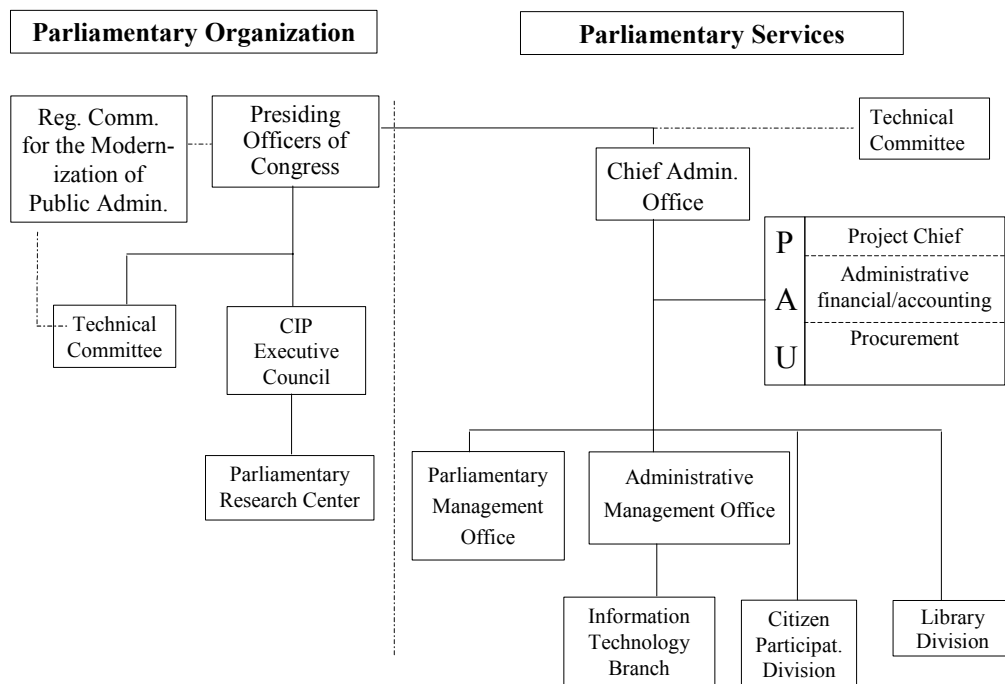 Parliamentary Organization
Parliamentary Services
Reg. Comm.
for the Modern-
ization of
Public Admin.
Presiding
Officers of
Congress
Technical
Committee
Chief Admin.
Office
P
A
U
Project Chief
Administrative
financial/accounting
Procurement
Technical
Committee
CIP
Executive
Council
Parliamentary
Research Center
Parliamentary
Management
Office
Administrative
Management Office
Information
Technology
Branch
Citizen
Participat.
Division
Library
Division